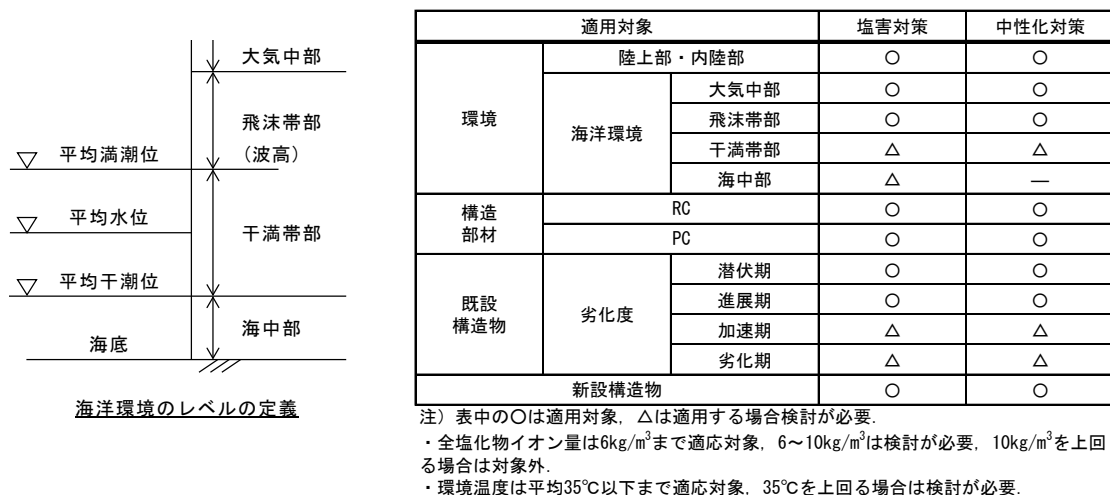 大気中部
飛沫帯部
(波高)
平均満潮位
平均水位
干満帯部
平均干潮位
海中部
海底
海洋環境のレベルの定義
適用対象 塩害対策 中性化対策
環境 陸上部・内陸部 ○ ○
海洋環境 大気中部 ○ ○
飛沫帯部 ○ ○
干満帯部 △ △
海中部 △ —
構造部材 RC ○ ○
PC ○ ○
既設構造物 劣化度 潜伏期 ○ ○
進展期 ○ ○
加速期 △ △
劣化期 △ △
新設構造物 ○ ○
注）表中の○は適用対象，△は適用する場合検討が必要．
・全塩化物イオン量は6kg/m³まで適応対象，6～10kg/m³は検討が必要，10kg/m³を上回
る場合は対象外．
・環境温度は平均35℃以下まで適応対象，35℃を上回る場合は検討が必要．